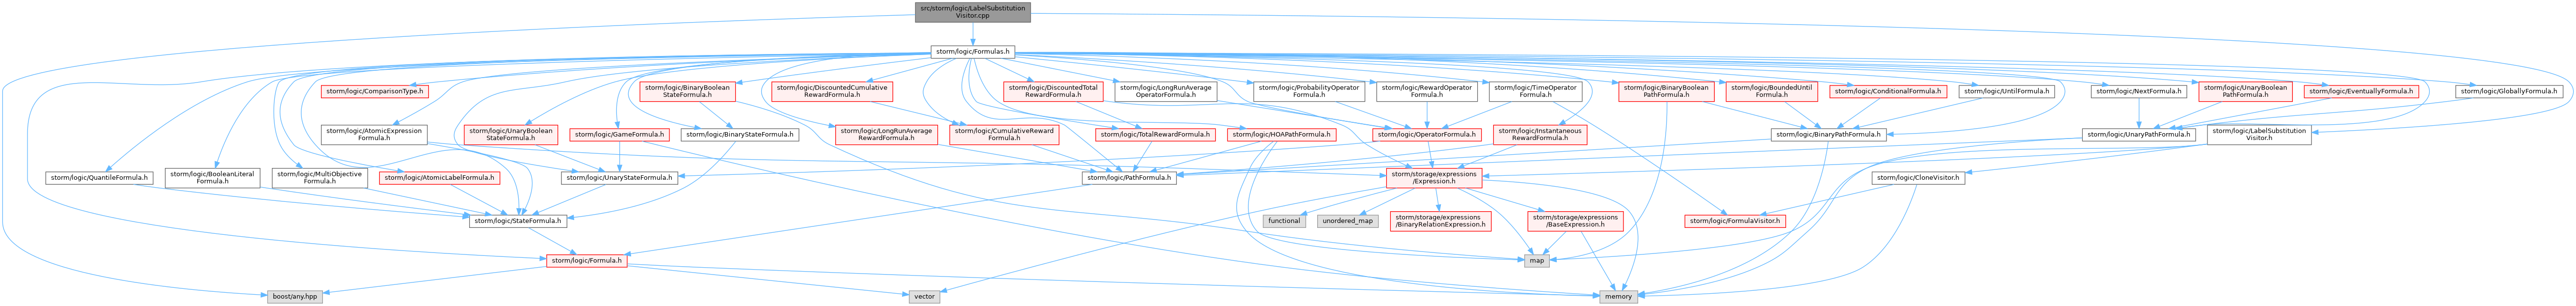 src/storm/logic/LabelSubstitution
Visitor.cpp
storm/logic/Formulas.h
storm/logic/ComparisonType.h
storm/logic/BinaryBoolean
StateFormula.h
storm/logic/DiscountedCumulative
RewardFormula.h
storm/logic/DiscountedTotal
RewardFormula.h
storm/logic/LongRunAverage
OperatorFormula.h
storm/logic/ProbabilityOperator
Formula.h
storm/logic/RewardOperator
Formula.h
storm/logic/TimeOperator
Formula.h
storm/logic/BinaryBoolean
PathFormula.h
storm/logic/BoundedUntil
Formula.h
storm/logic/ConditionalFormula.h
storm/logic/UntilFormula.h
storm/logic/NextFormula.h
storm/logic/UnaryBoolean
PathFormula.h
storm/logic/EventuallyFormula.h
storm/logic/GloballyFormula.h
storm/logic/AtomicExpression
Formula.h
storm/logic/UnaryBoolean
StateFormula.h
storm/logic/GameFormula.h
storm/logic/BinaryStateFormula.h
storm/logic/LongRunAverage
RewardFormula.h
storm/logic/CumulativeReward
Formula.h
storm/logic/TotalRewardFormula.h
storm/logic/HOAPathFormula.h
storm/logic/OperatorFormula.h
storm/logic/Instantaneous
RewardFormula.h
storm/logic/BinaryPathFormula.h
storm/logic/UnaryPathFormula.h
storm/logic/LabelSubstitution
Visitor.h
storm/logic/QuantileFormula.h
storm/logic/BooleanLiteral
Formula.h
storm/logic/MultiObjective
Formula.h
storm/logic/AtomicLabelFormula.h
storm/logic/UnaryStateFormula.h
storm/logic/PathFormula.h
storm/storage/expressions
/Expression.h
storm/logic/CloneVisitor.h
storm/logic/StateFormula.h
functional
unordered_map
storm/storage/expressions
/BinaryRelationExpression.h
storm/storage/expressions
/BaseExpression.h
storm/logic/FormulaVisitor.h
storm/logic/Formula.h
map
boost/any.hpp
vector
memory